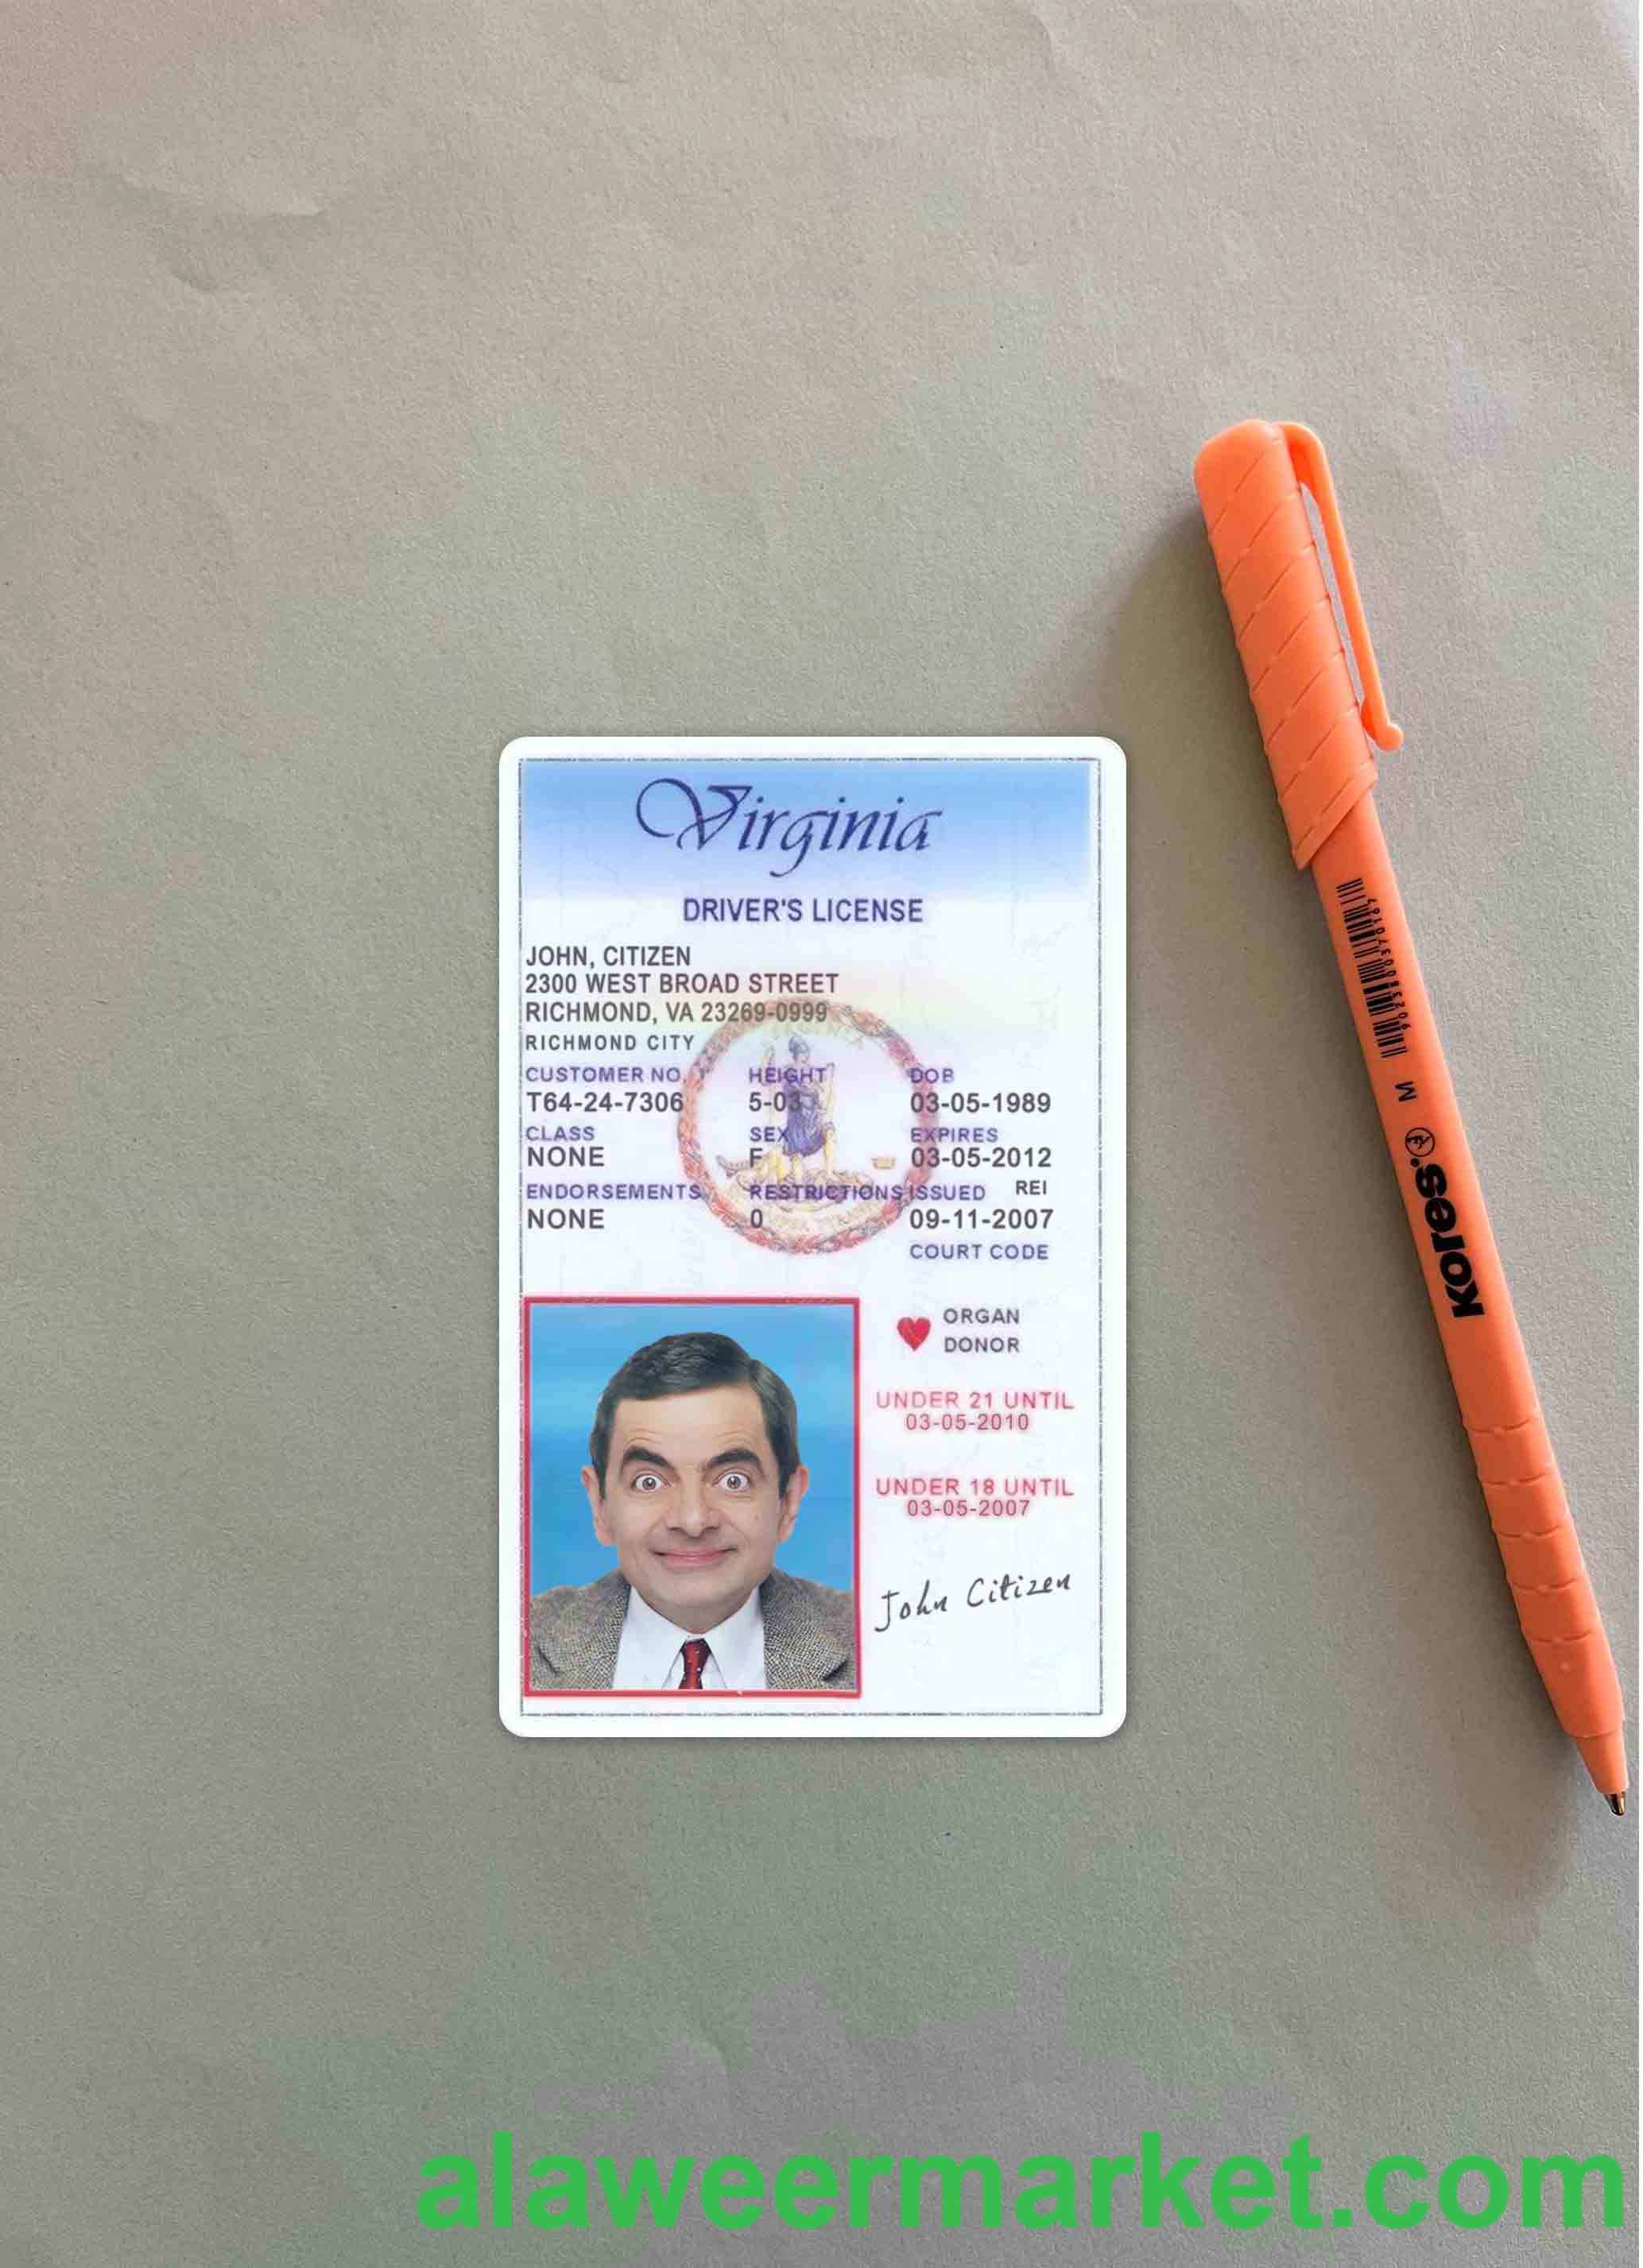 Virginia
DRIVER'S LICENSE
JOHN, CITIZEN
2300 WEST BROAD STREET
RICHMOND, VA 23269-0999
RICHMOND CITY
CUSTOMER NO. HEIGHT DOB
T64-24-7306 5-03 03-05-1989
CLASS SEX EXPIRES
NONE F 03-05-2012
ENDORSEMENTS RESTRICTIONS ISSUED REI
NONE 0 09-11-2007
COURT CODE
ORGAN
DONOR
UNDER 21 UNTIL
03-05-2010
UNDER 18 UNTIL
03-05-2007
John Citizen
M
Kores
alaweermarket.com